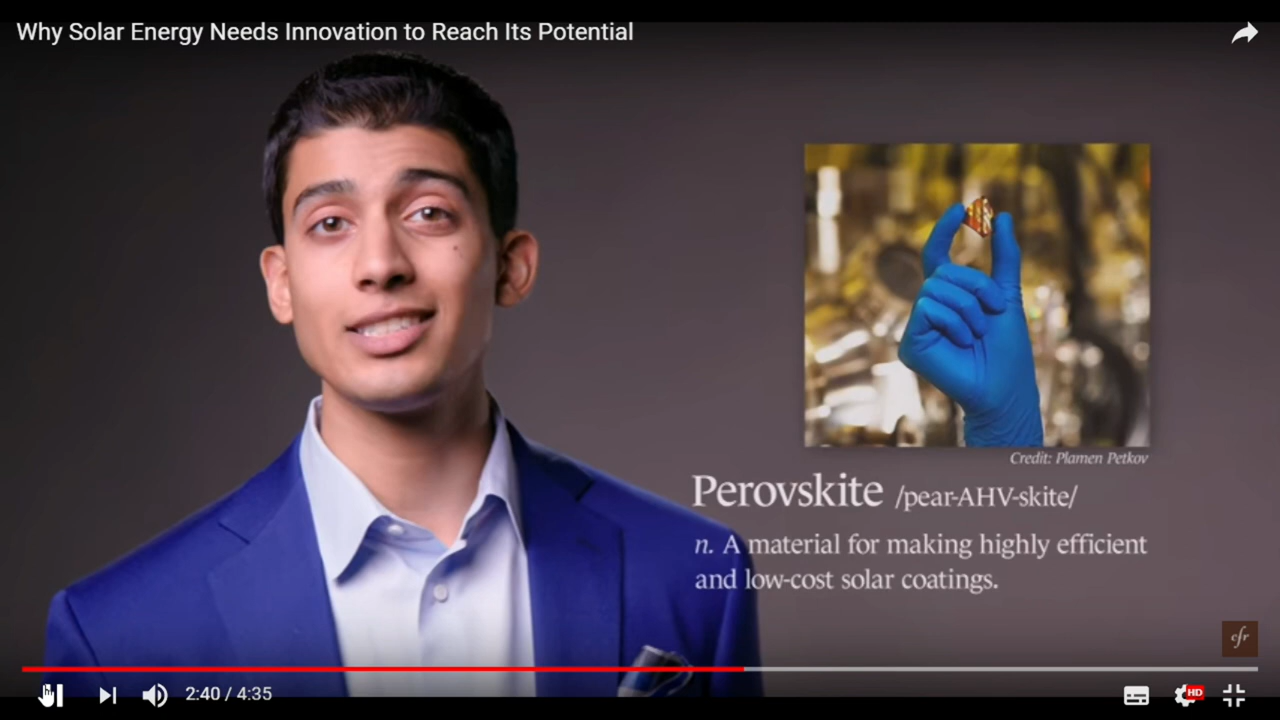 Why Solar Energy Needs Innovation to Reach Its Potential
Credit: Plamen Petkov
Perovskite /pear-AHV-skite/
n. A material for making highly efficient
and low-cost solar coatings.
cfr
2:40 / 4:35
HD